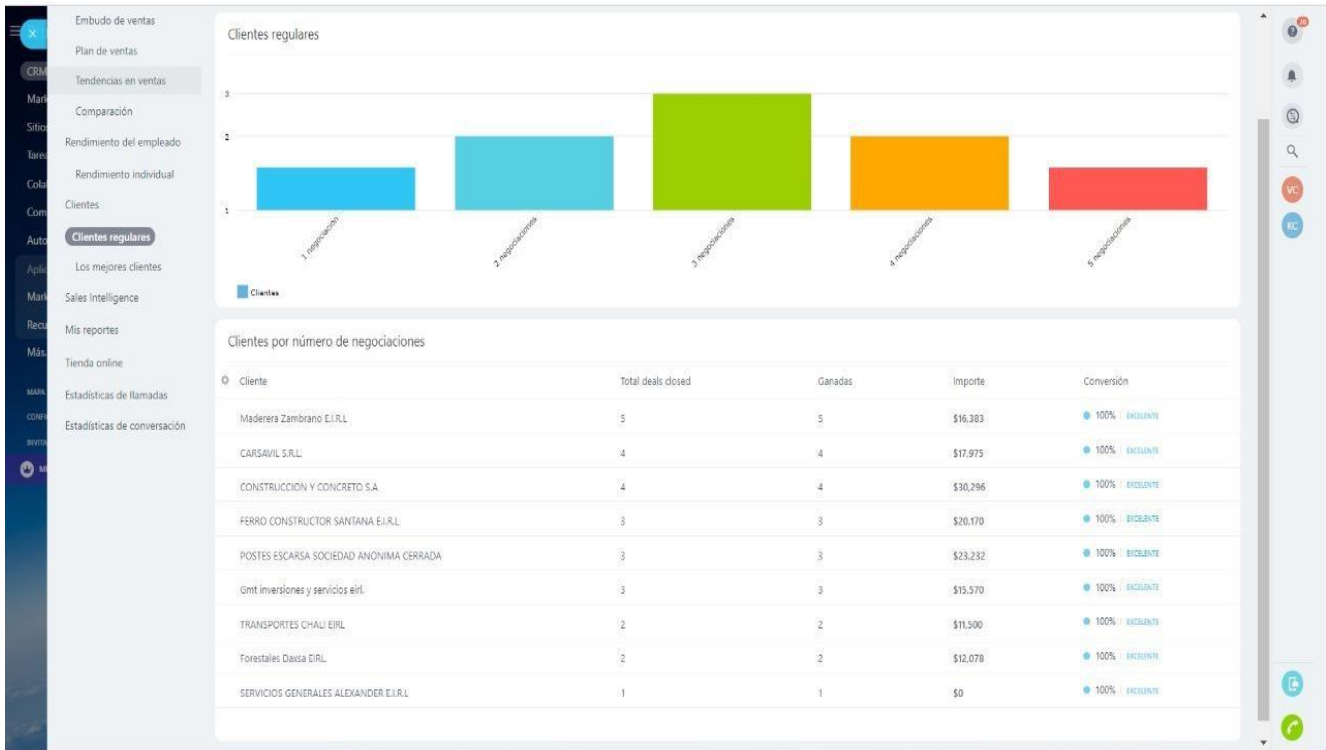 Embudo de ventas
Plan de ventas
CRM
Tendencias en ventas
Comparación
Rendimiento del empleado
Rendimiento individual
Clientes
Clientes regulares
Los mejores clientes
Sales Intelligence
Mis reportes
Tienda online
Estadísticas de llamadas
Estadísticas de conversación
Clientes regulares
3
2
1
1 negociación
2 negociaciones
3 negociaciones
4 negociaciones
5 negociaciones
Clientes
Clientes por número de negociaciones
Cliente Total deals closed Ganadas Importe Conversión
Maderera Zambrano E.I.R.L 5 5 $16,383 100% EXCELENTE
CARSAVIL S.R.L. 4 4 $17,975 100% EXCELENTE
CONSTRUCCION Y CONCRETO S.A 4 4 $30,296 100% EXCELENTE
FERRO CONSTRUCTOR SANTANA E.I.R.L 3 3 $20,170 100% EXCELENTE
POSTES ESCARSA SOCIEDAD ANONIMA CERRADA 3 3 $23,232 100% EXCELENTE
Gmt inversiones y servicios eirl. 3 3 $15,570 100% EXCELENTE
TRANSPORTES CHALI EIRL 2 2 $11,500 100% EXCELENTE
Forestales Daxsa EIRL. 2 2 $12,078 100% EXCELENTE
SERVICIOS GENERALES ALEXANDER E.I.R.L 1 1 $0 100% EXCELENTE
VC
KC